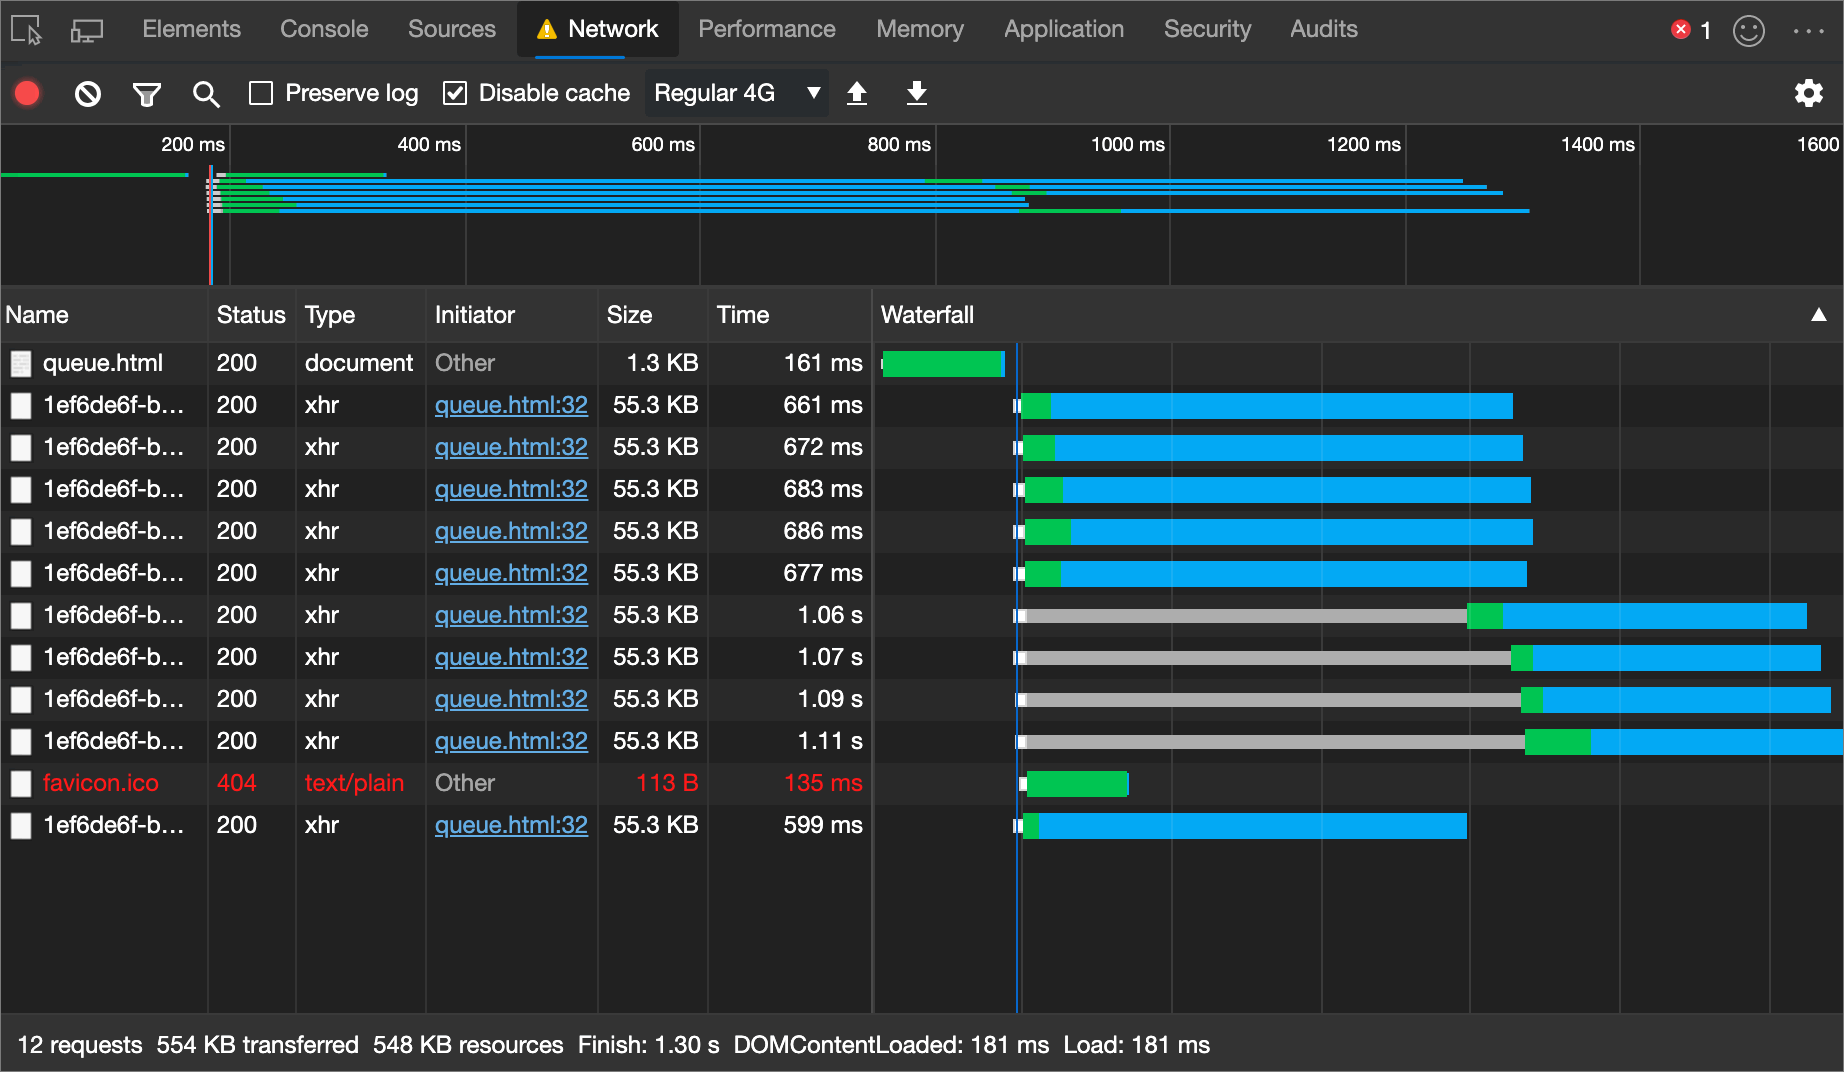 Elements Console Sources Network Performance Memory Application Security Audits 1
Preserve log Disable cache Regular 4G
200 ms 400 ms 600 ms 800 ms 1000 ms 1200 ms 1400 ms 1600
Name Status Type Initiator Size Time Waterfall
queue.html 200 document Other 1.3 KB 161 ms
1ef6de6f-b... 200 xhr queue.html:32 55.3 KB 661 ms
1ef6de6f-b... 200 xhr queue.html:32 55.3 KB 672 ms
1ef6de6f-b... 200 xhr queue.html:32 55.3 KB 683 ms
1ef6de6f-b... 200 xhr queue.html:32 55.3 KB 686 ms
1ef6de6f-b... 200 xhr queue.html:32 55.3 KB 677 ms
1ef6de6f-b... 200 xhr queue.html:32 55.3 KB 1.06 s
1ef6de6f-b... 200 xhr queue.html:32 55.3 KB 1.07 s
1ef6de6f-b... 200 xhr queue.html:32 55.3 KB 1.09 s
1ef6de6f-b... 200 xhr queue.html:32 55.3 KB 1.11 s
favicon.ico 404 text/plain Other 113 B 135 ms
1ef6de6f-b... 200 xhr queue.html:32 55.3 KB 599 ms
12 requests 554 KB transferred 548 KB resources Finish: 1.30 s DOMContentLoaded: 181 ms Load: 181 ms